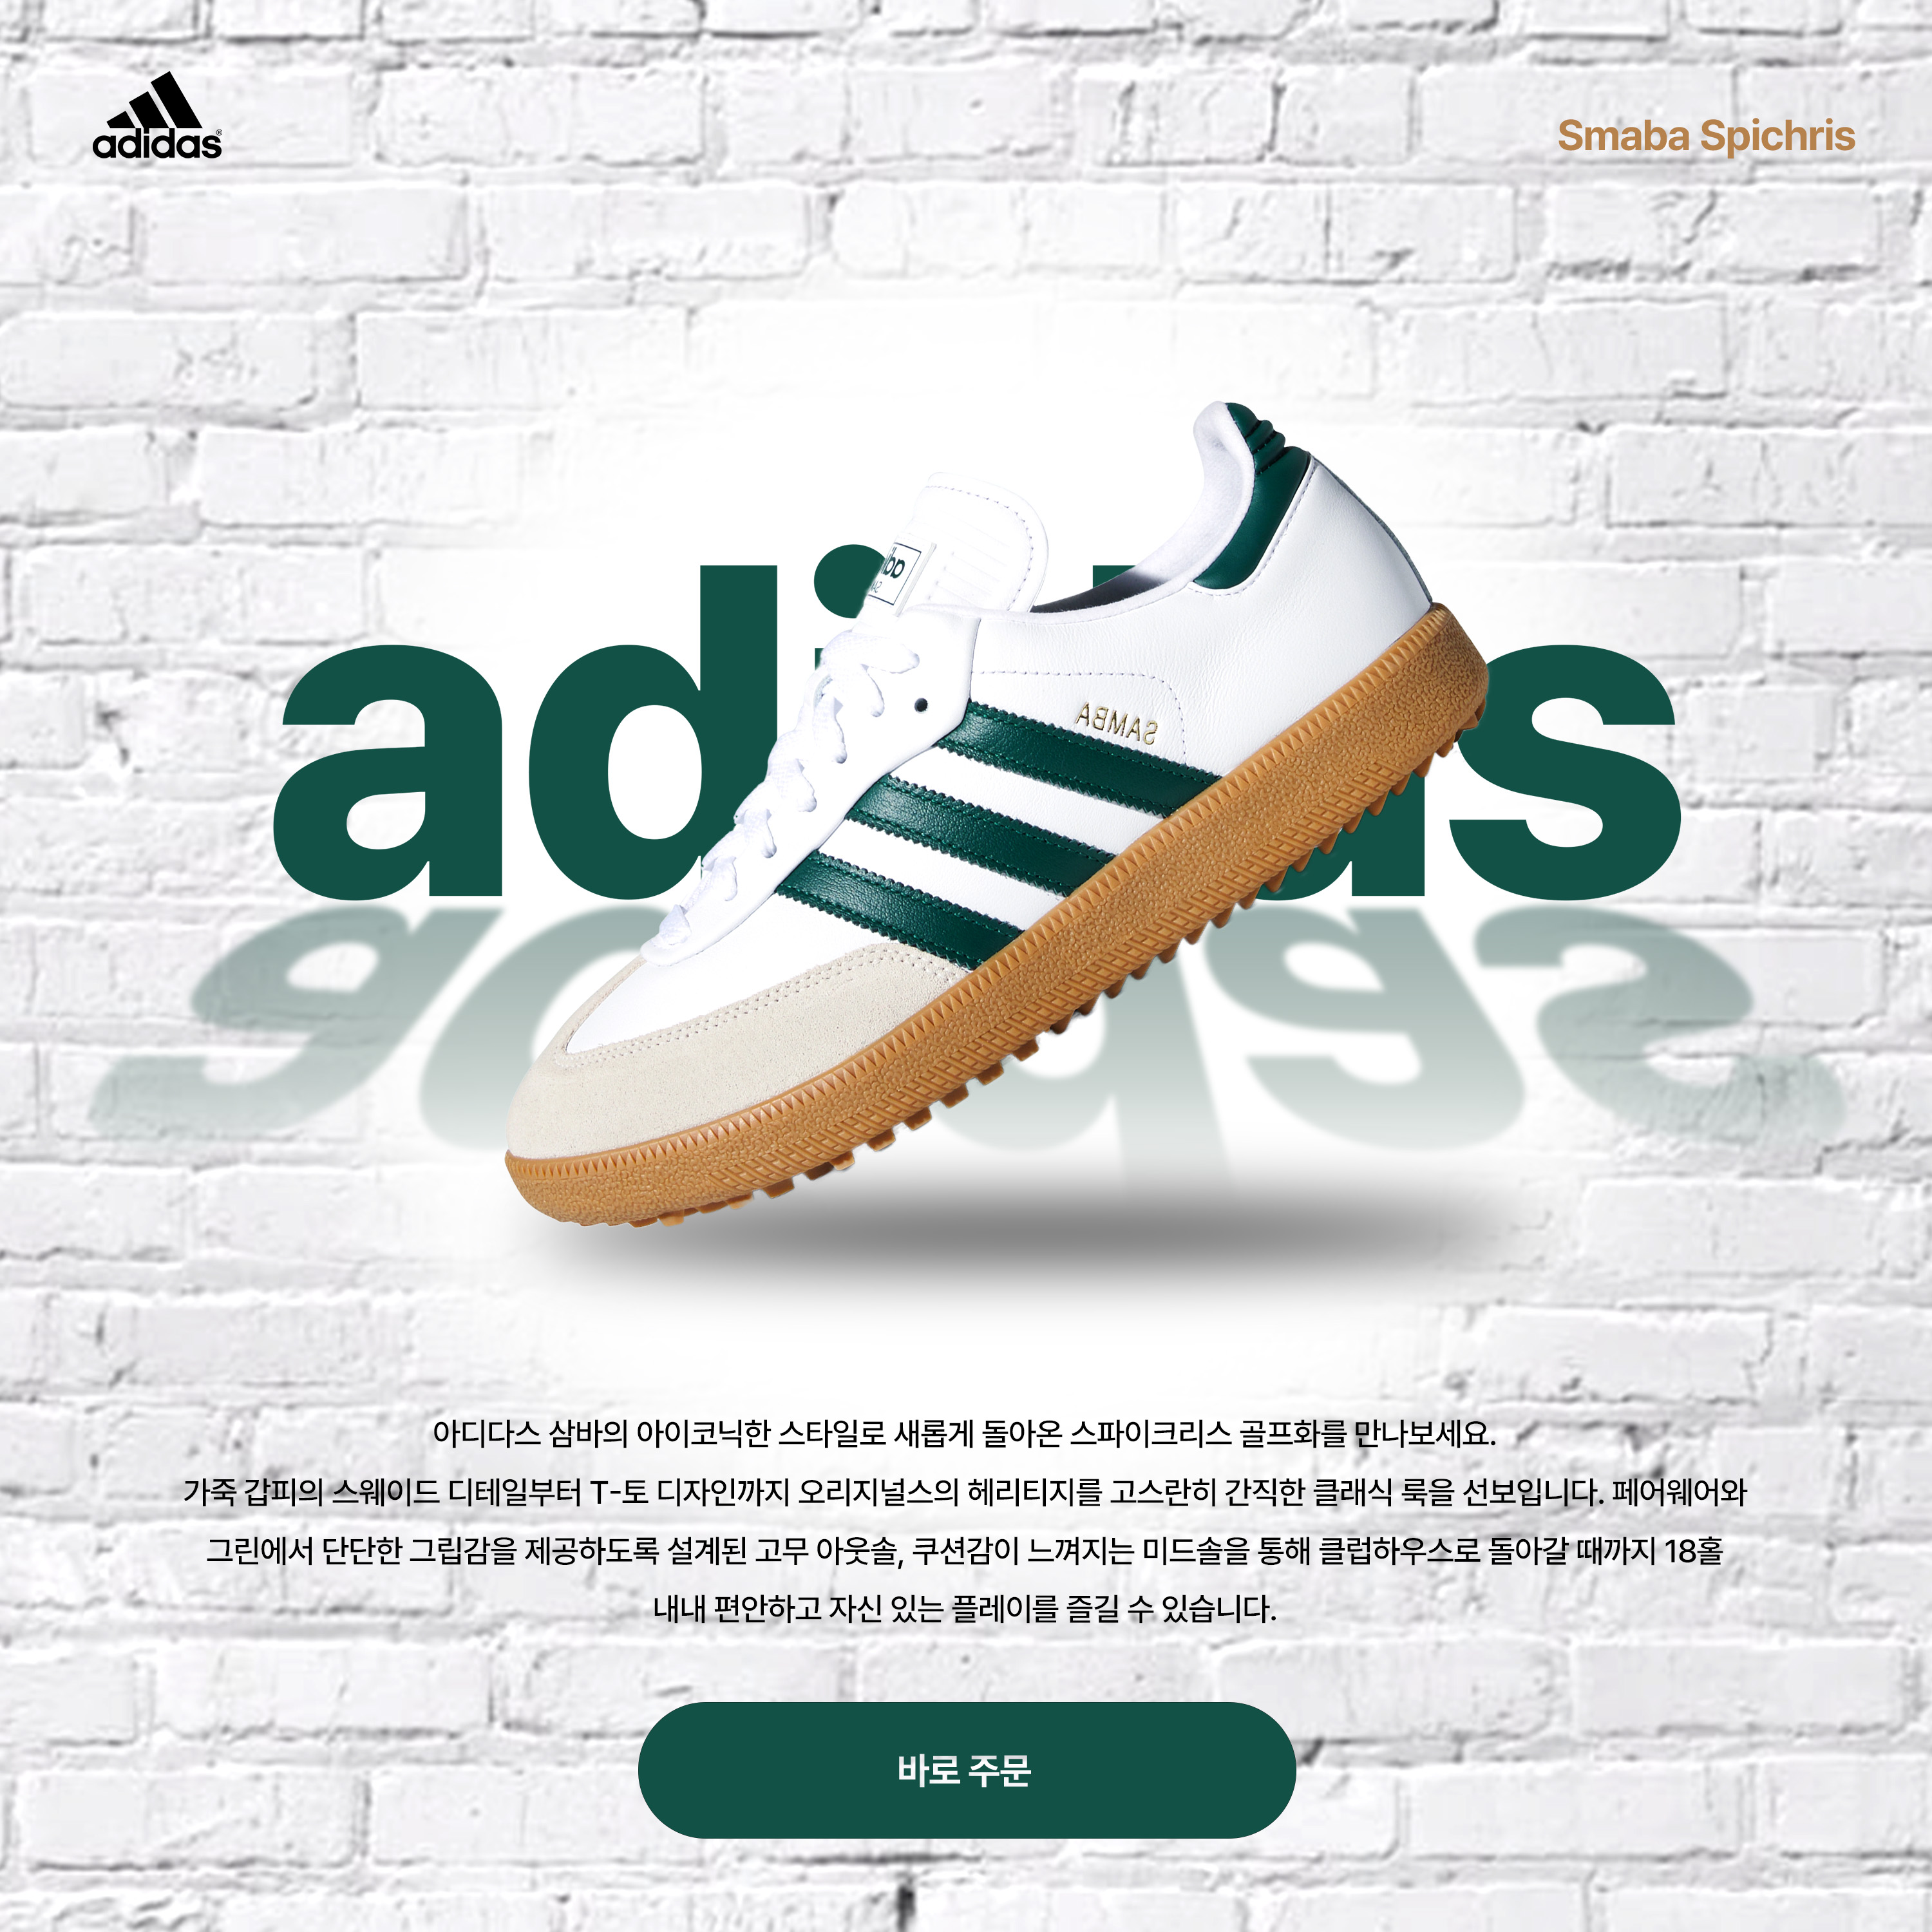 adidas
Smaba Spichris
adidas
SAMBA
아디다스 삼바의 아이코닉한 스타일로 새롭게 돌아온 스파이크리스 골프화를 만나보세요.
가죽 갑피의 스웨이드 디테일부터 T-토 디자인까지 오리지널스의 헤리티지를 고스란히 간직한 클래식 룩을 선보입니다. 페어웨어와
그린에서 단단한 그립감을 제공하도록 설계된 고무 아웃솔, 쿠션감이 느껴지는 미드솔을 통해 클럽하우스로 돌아갈 때까지 18홀
내내 편안하고 자신 있는 플레이를 즐길 수 있습니다.
바로 주문